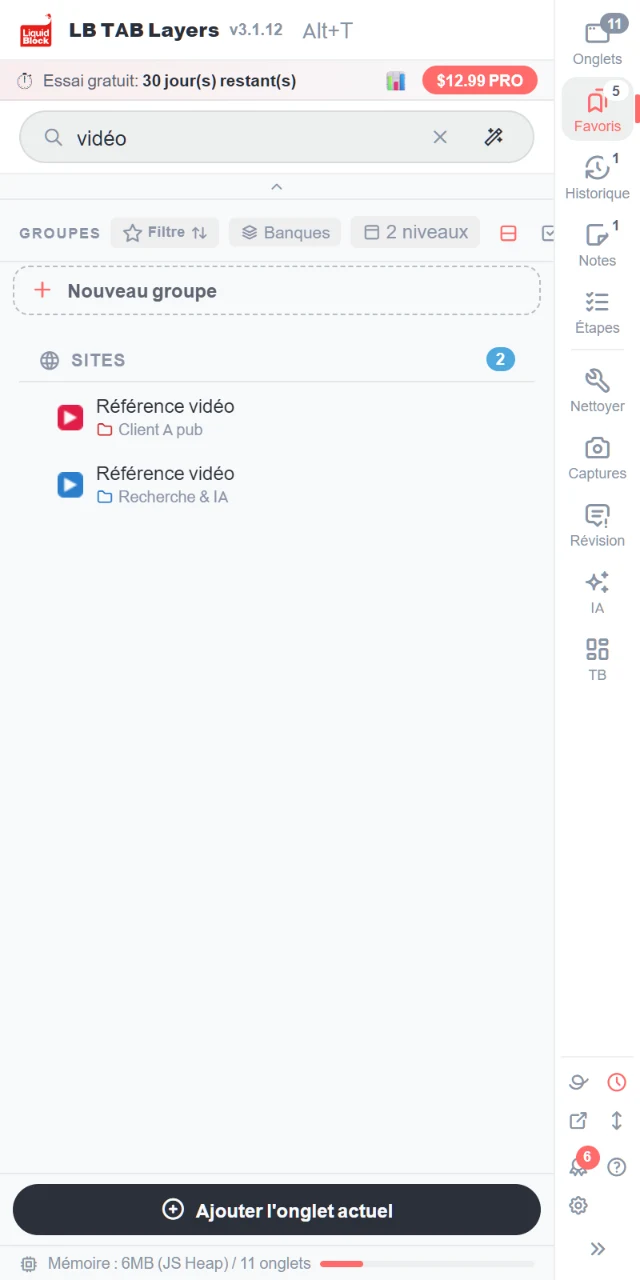 Liquid
Block
LB TAB Layers v3.1.12 Alt+T
Essai gratuit: 30 jour(s) restant(s)
$12.99 PRO
vidéo
GROUPES
Filtre
Banques
2 niveaux
Nouveau groupe
SITES
2
Référence vidéo
Client A pub
Référence vidéo
Recherche & IA
Ajouter l'onglet actuel
Mémoire : 6MB (JS Heap) / 11 onglets
11
Onglets
5
Favoris
1
Historique
1
Notes
Étapes
Nettoyer
Captures
Révision
IA
TB
6